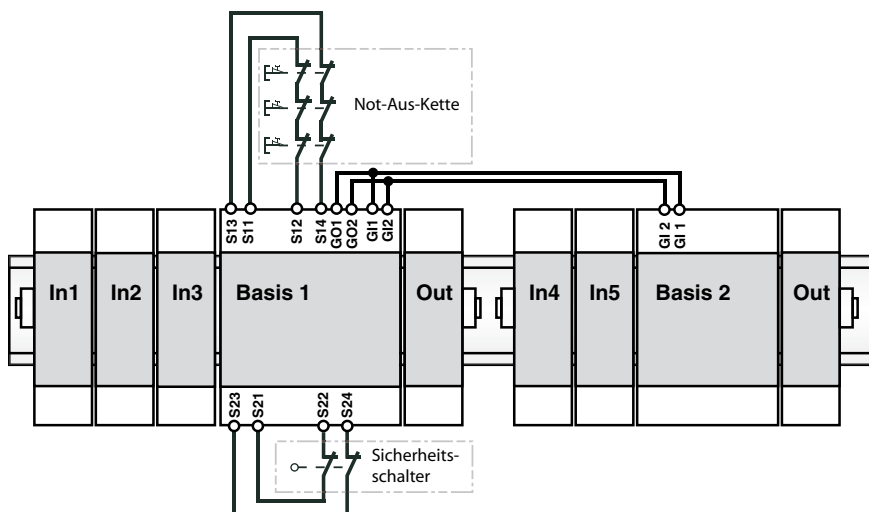 Not-Aus-Kette
S13
S11
S12
S14
GO1
GO2
GI1
GI2
GI 2
GI 1
In1
In2
In3
Basis 1
Out
In4
In5
Basis 2
Out
S23
S21
S22
S24
Sicherheits-
schalter